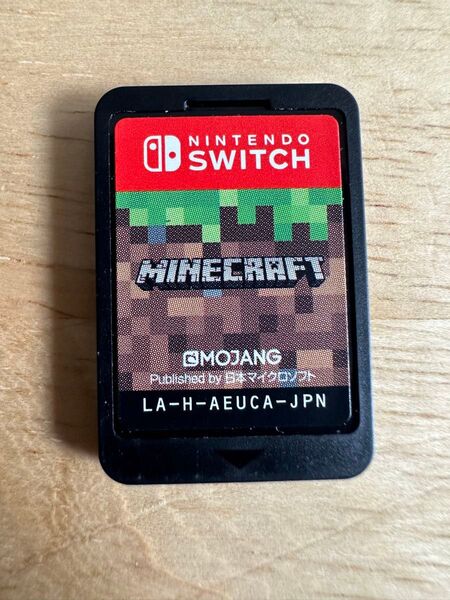 NINTENDO
SWITCH
MINECRAFT
MOJANG
Published by 日本マイクロソフト
LA-H-AEUCA-JPN